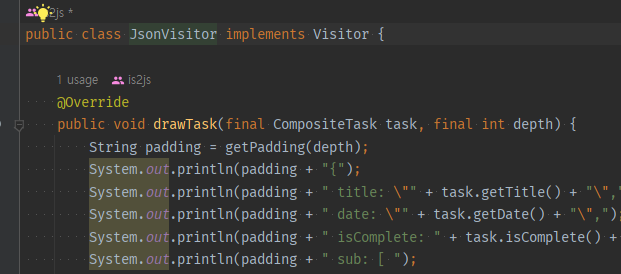 2js *
public class JsonVisitor implements Visitor {
1 usage is2js
@Override
public void drawTask(final CompositeTask task, final int depth) {
String padding = getPadding(depth);
System.out.println(padding + "{");
System.out.println(padding + " title: \"" + task.getTitle() + "\","
System.out.println(padding + " date: \"" + task.getDate() + "\",");
System.out.println(padding + " isComplete: " + task.isComplete() +
System.out.println(padding + " sub: [ ");